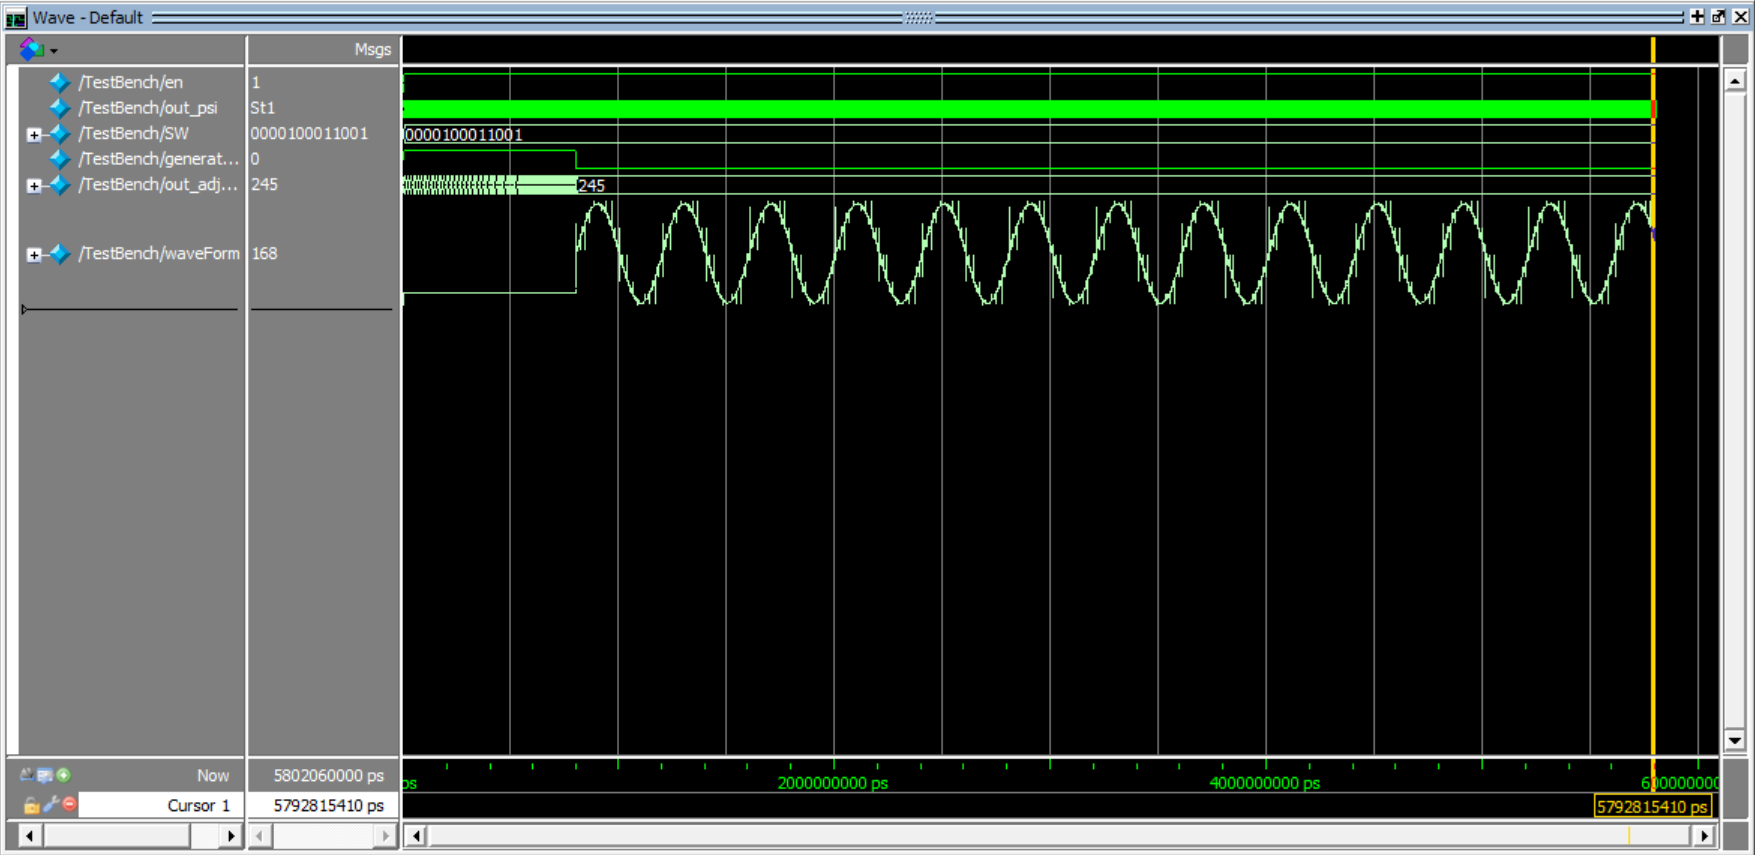 Wave - Default
Msgs
/TestBench/en 1
/TestBench/out_psi St1
/TestBench/SW 0000100011001 0000100011001
/TestBench/generat... 0
/TestBench/out_adj... 245 245
/TestBench/waveForm 168
Now 5802060000 ps ps 2000000000 ps 4000000000 ps
Cursor 1 5792815410 ps 5792815410 ps